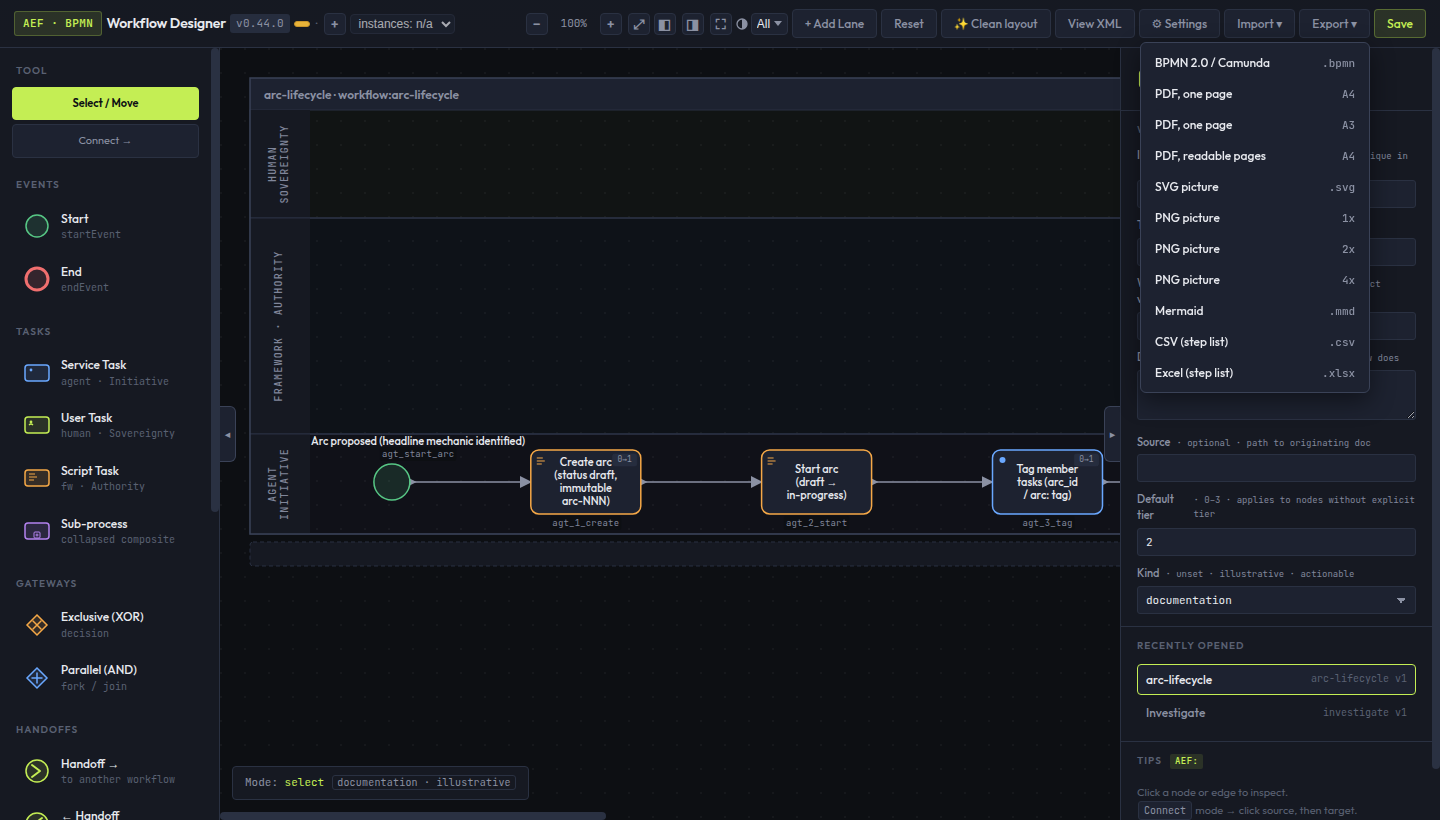 AEF · BPMN
Workflow Designer
v0.44.0
·
+
instances: n/a
−
100%
+
All
+ Add Lane
Reset
✨ Clean layout
View XML
⚙ Settings
Import ▾
Export ▾
Save
TOOL
Select / Move
Connect →
EVENTS
Start
startEvent
End
endEvent
TASKS
Service Task
agent · Initiative
User Task
human · Sovereignty
Script Task
fw · Authority
Sub-process
collapsed composite
GATEWAYS
Exclusive (XOR)
decision
Parallel (AND)
fork / join
HANDOFFS
Handoff →
to another workflow
← Handoff
arc-lifecycle · workflow:arc-lifecycle
HUMAN
SOVEREIGNTY
FRAMEWORK · AUTHORITY
AGENT
INITIATIVE
Arc proposed (headline mechanic identified)
agt_start_arc
Create arc
(status draft,
immutable
arc-NNN)
0→1
agt_1_create
Start arc
(draft →
in-progress)
agt_2_start
Tag member
tasks (arc_id
/ arc: tag)
0→1
agt_3_tag
Mode: select documentation · illustrative
BPMN 2.0 / Camunda .bpmn
PDF, one page A4
PDF, one page A3
PDF, readable pages A4
SVG picture .svg
PNG picture 1x
PNG picture 2x
PNG picture 4x
Mermaid .mmd
CSV (step list) .csv
Excel (step list) .xlsx
in
does
Source · optional · path to originating doc
Default tier · 0-3 · applies to nodes without explicit tier
2
Kind · unset · illustrative · actionable
documentation
RECENTLY OPENED
arc-lifecycle arc-lifecycle v1
Investigate investigate v1
TIPS AEF:
Click a node or edge to inspect.
Connect mode → click source, then target.